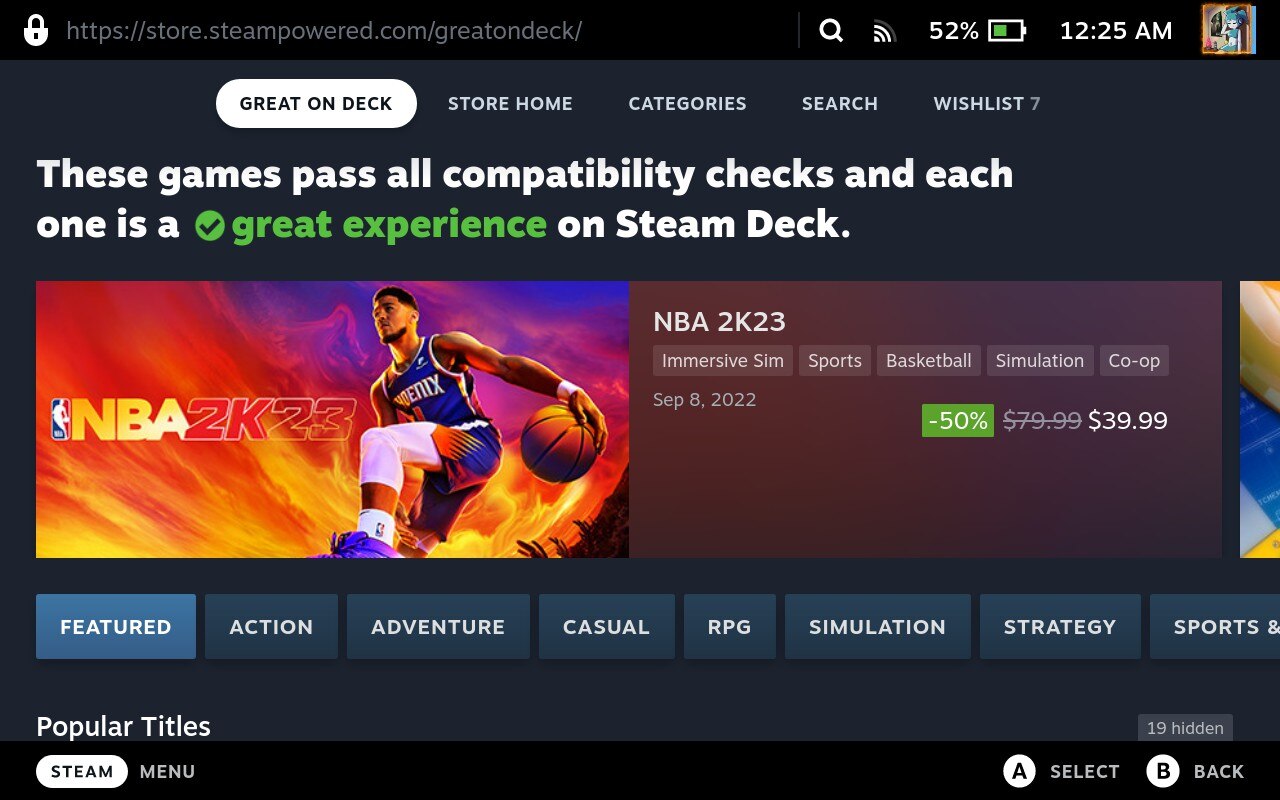 https://store.steampowered.com/greatondeck/
52%
12:25 AM
GREAT ON DECK
STORE HOME
CATEGORIES
SEARCH
WISHLIST 7
These games pass all compatibility checks and each
one is a great experience on Steam Deck.
NBA 2K23
PHOENIX
NBA 2K23
Immersive Sim
Sports
Basketball
Simulation
Co-op
Sep 8, 2022
-50% $79.99 $39.99
FEATURED
ACTION
ADVENTURE
CASUAL
RPG
SIMULATION
STRATEGY
SPORTS &
Popular Titles
19 hidden
STEAM MENU
A SELECT
B BACK